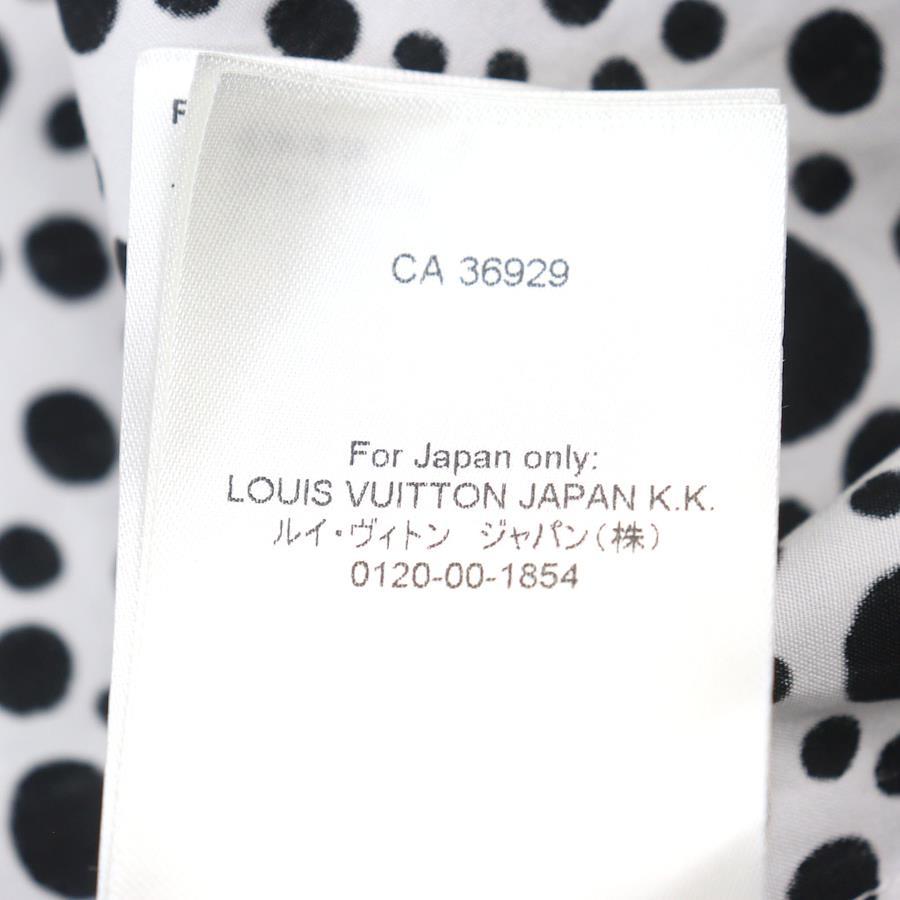 F
CA 36929
For Japan only:
LOUIS VUITTON JAPAN K.K.
ルイ・ヴィトン ジャパン(株)
0120-00-1854